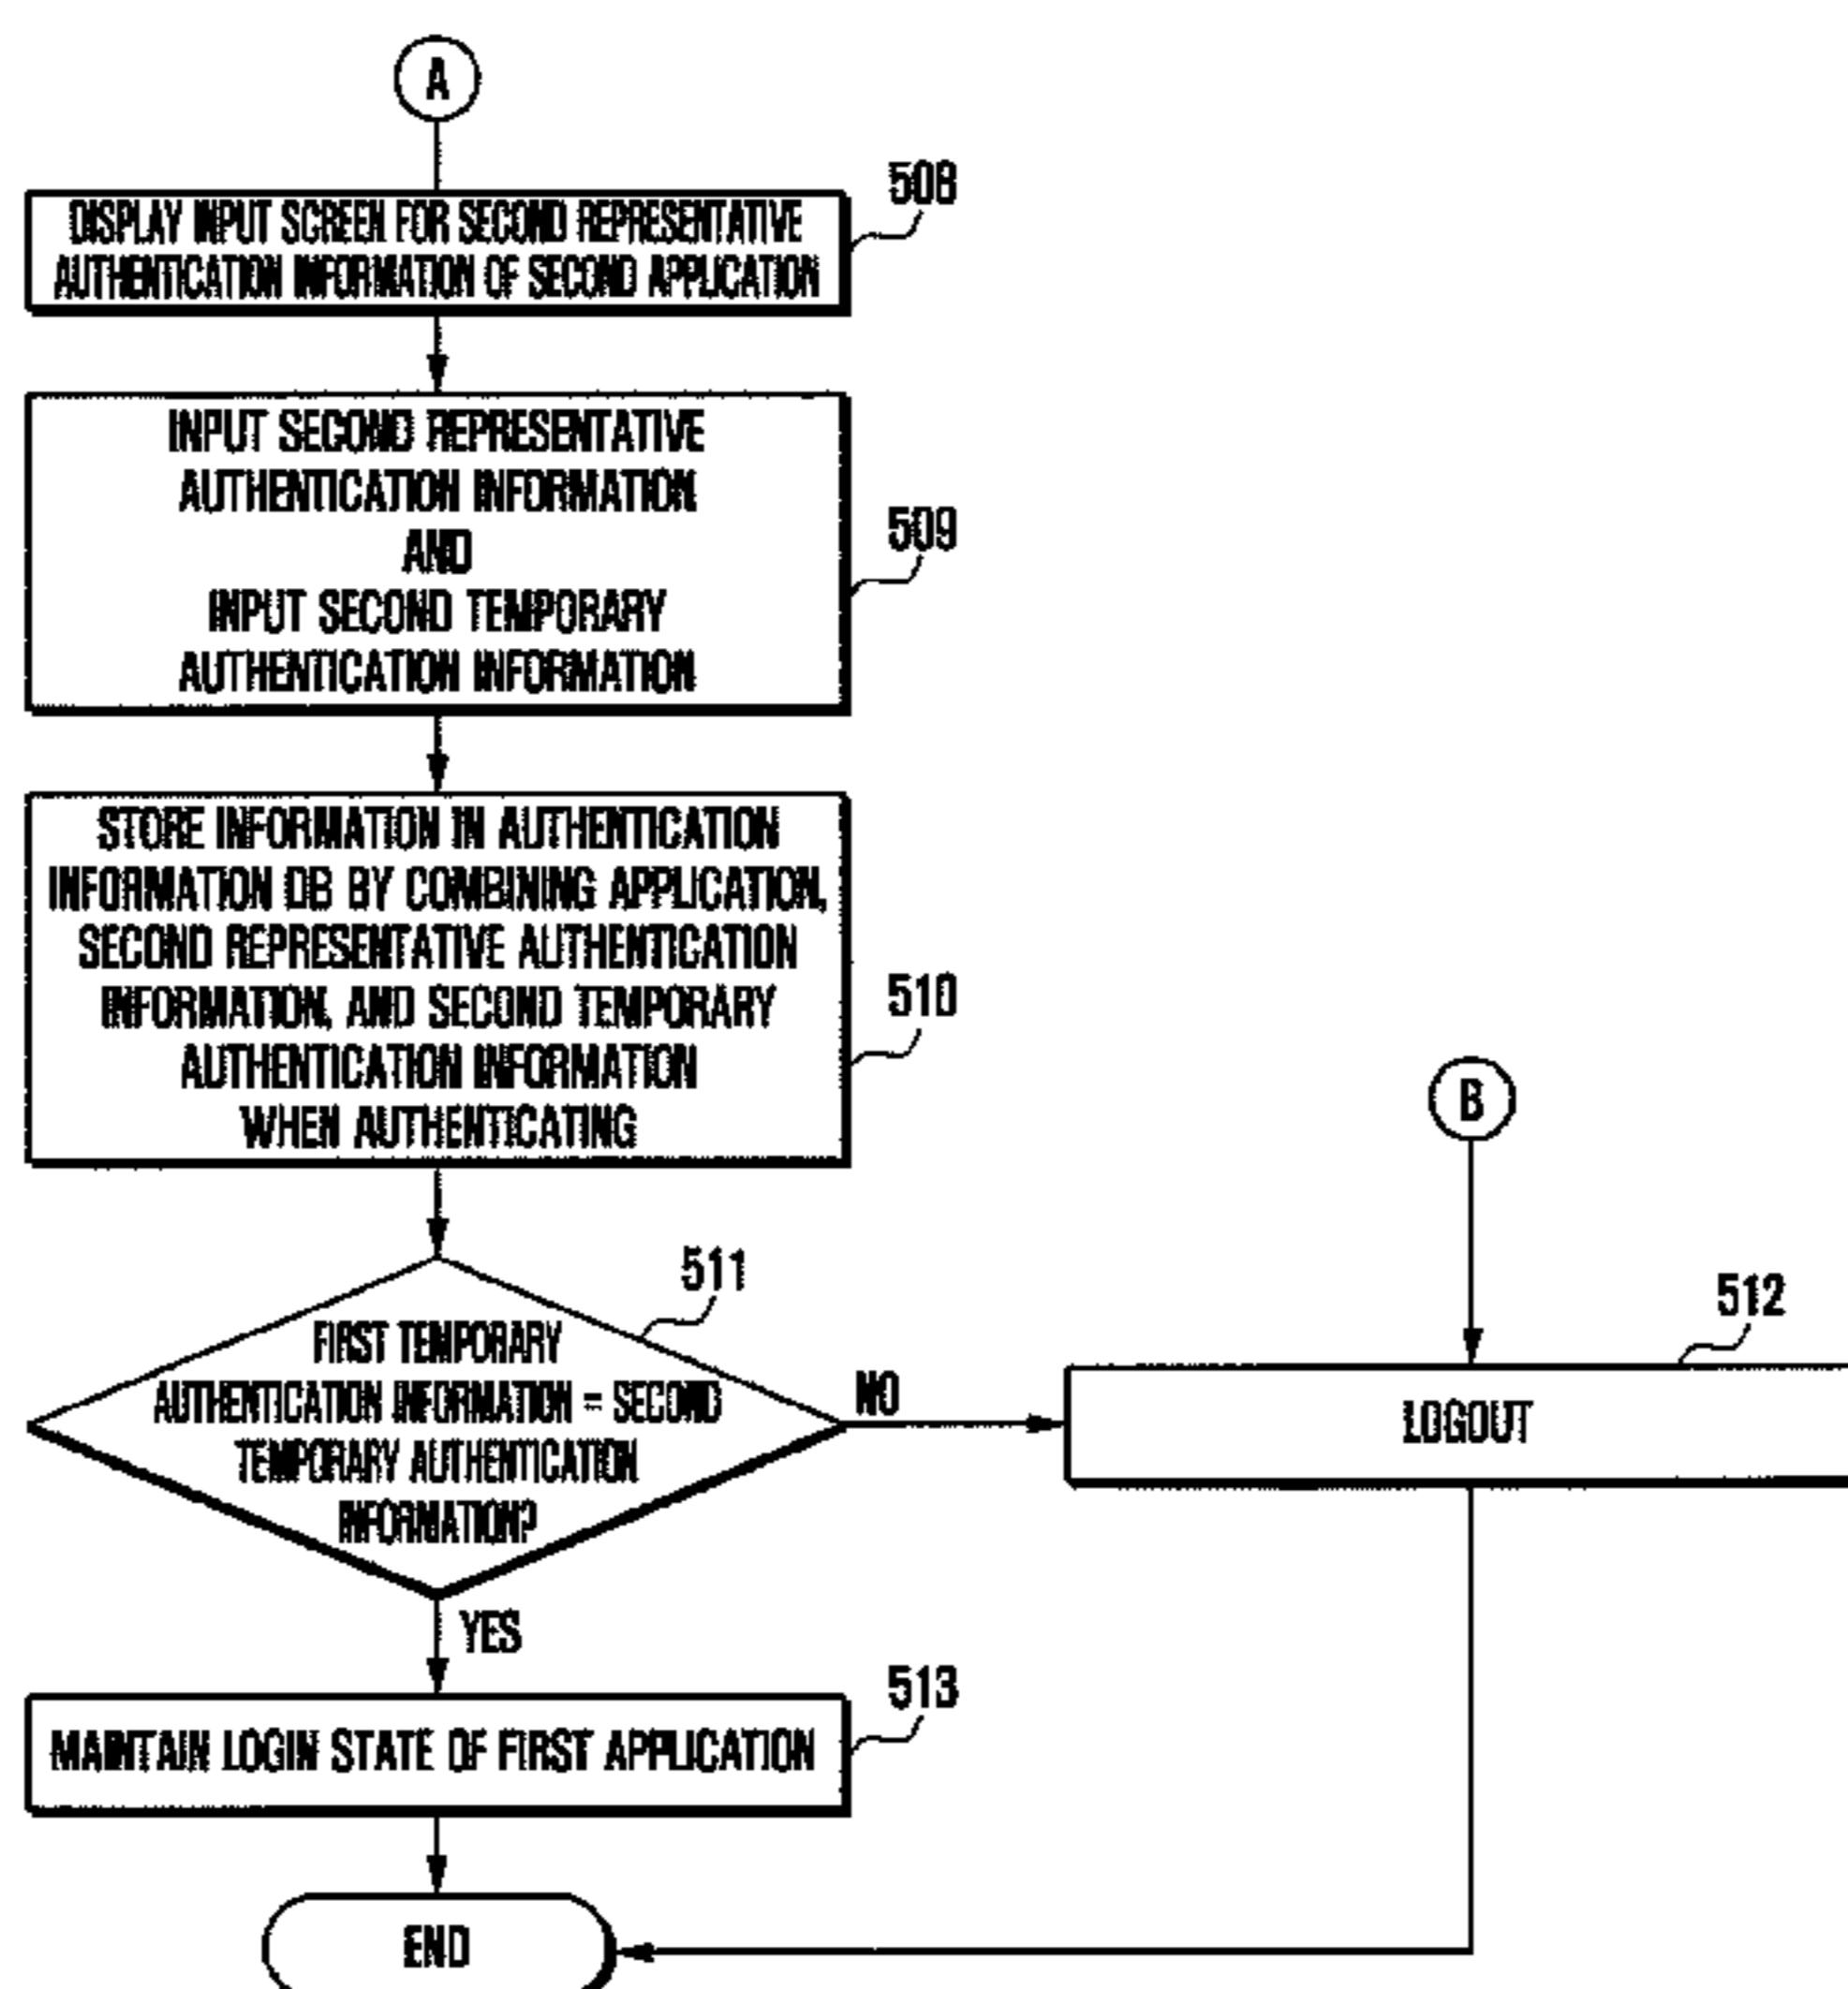 A
508
DISPLAY INPUT SCREEN FOR SECOND REPRESENTATIVE
AUTHENTICATION INFORMATION OF SECOND APPLICATION
INPUT SECOND REPRESENTATIVE
AUTHENTICATION INFORMATION
AND
INPUT SECOND TEMPORARY
AUTHENTICATION INFORMATION
509
STORE INFORMATION IN AUTHENTICATION
INFORMATION DB BY COMBINING APPLICATION,
SECOND REPRESENTATIVE AUTHENTICATION
INFORMATION, AND SECOND TEMPORARY
AUTHENTICATION INFORMATION
WHEN AUTHENTICATING
510
B
511
FIRST TEMPORARY
AUTHENTICATION INFORMATION = SECOND
TEMPORARY AUTHENTICATION
INFORMATION?
NO
512
LOGOUT
YES
513
MAINTAIN LOGIN STATE OF FIRST APPLICATION
END